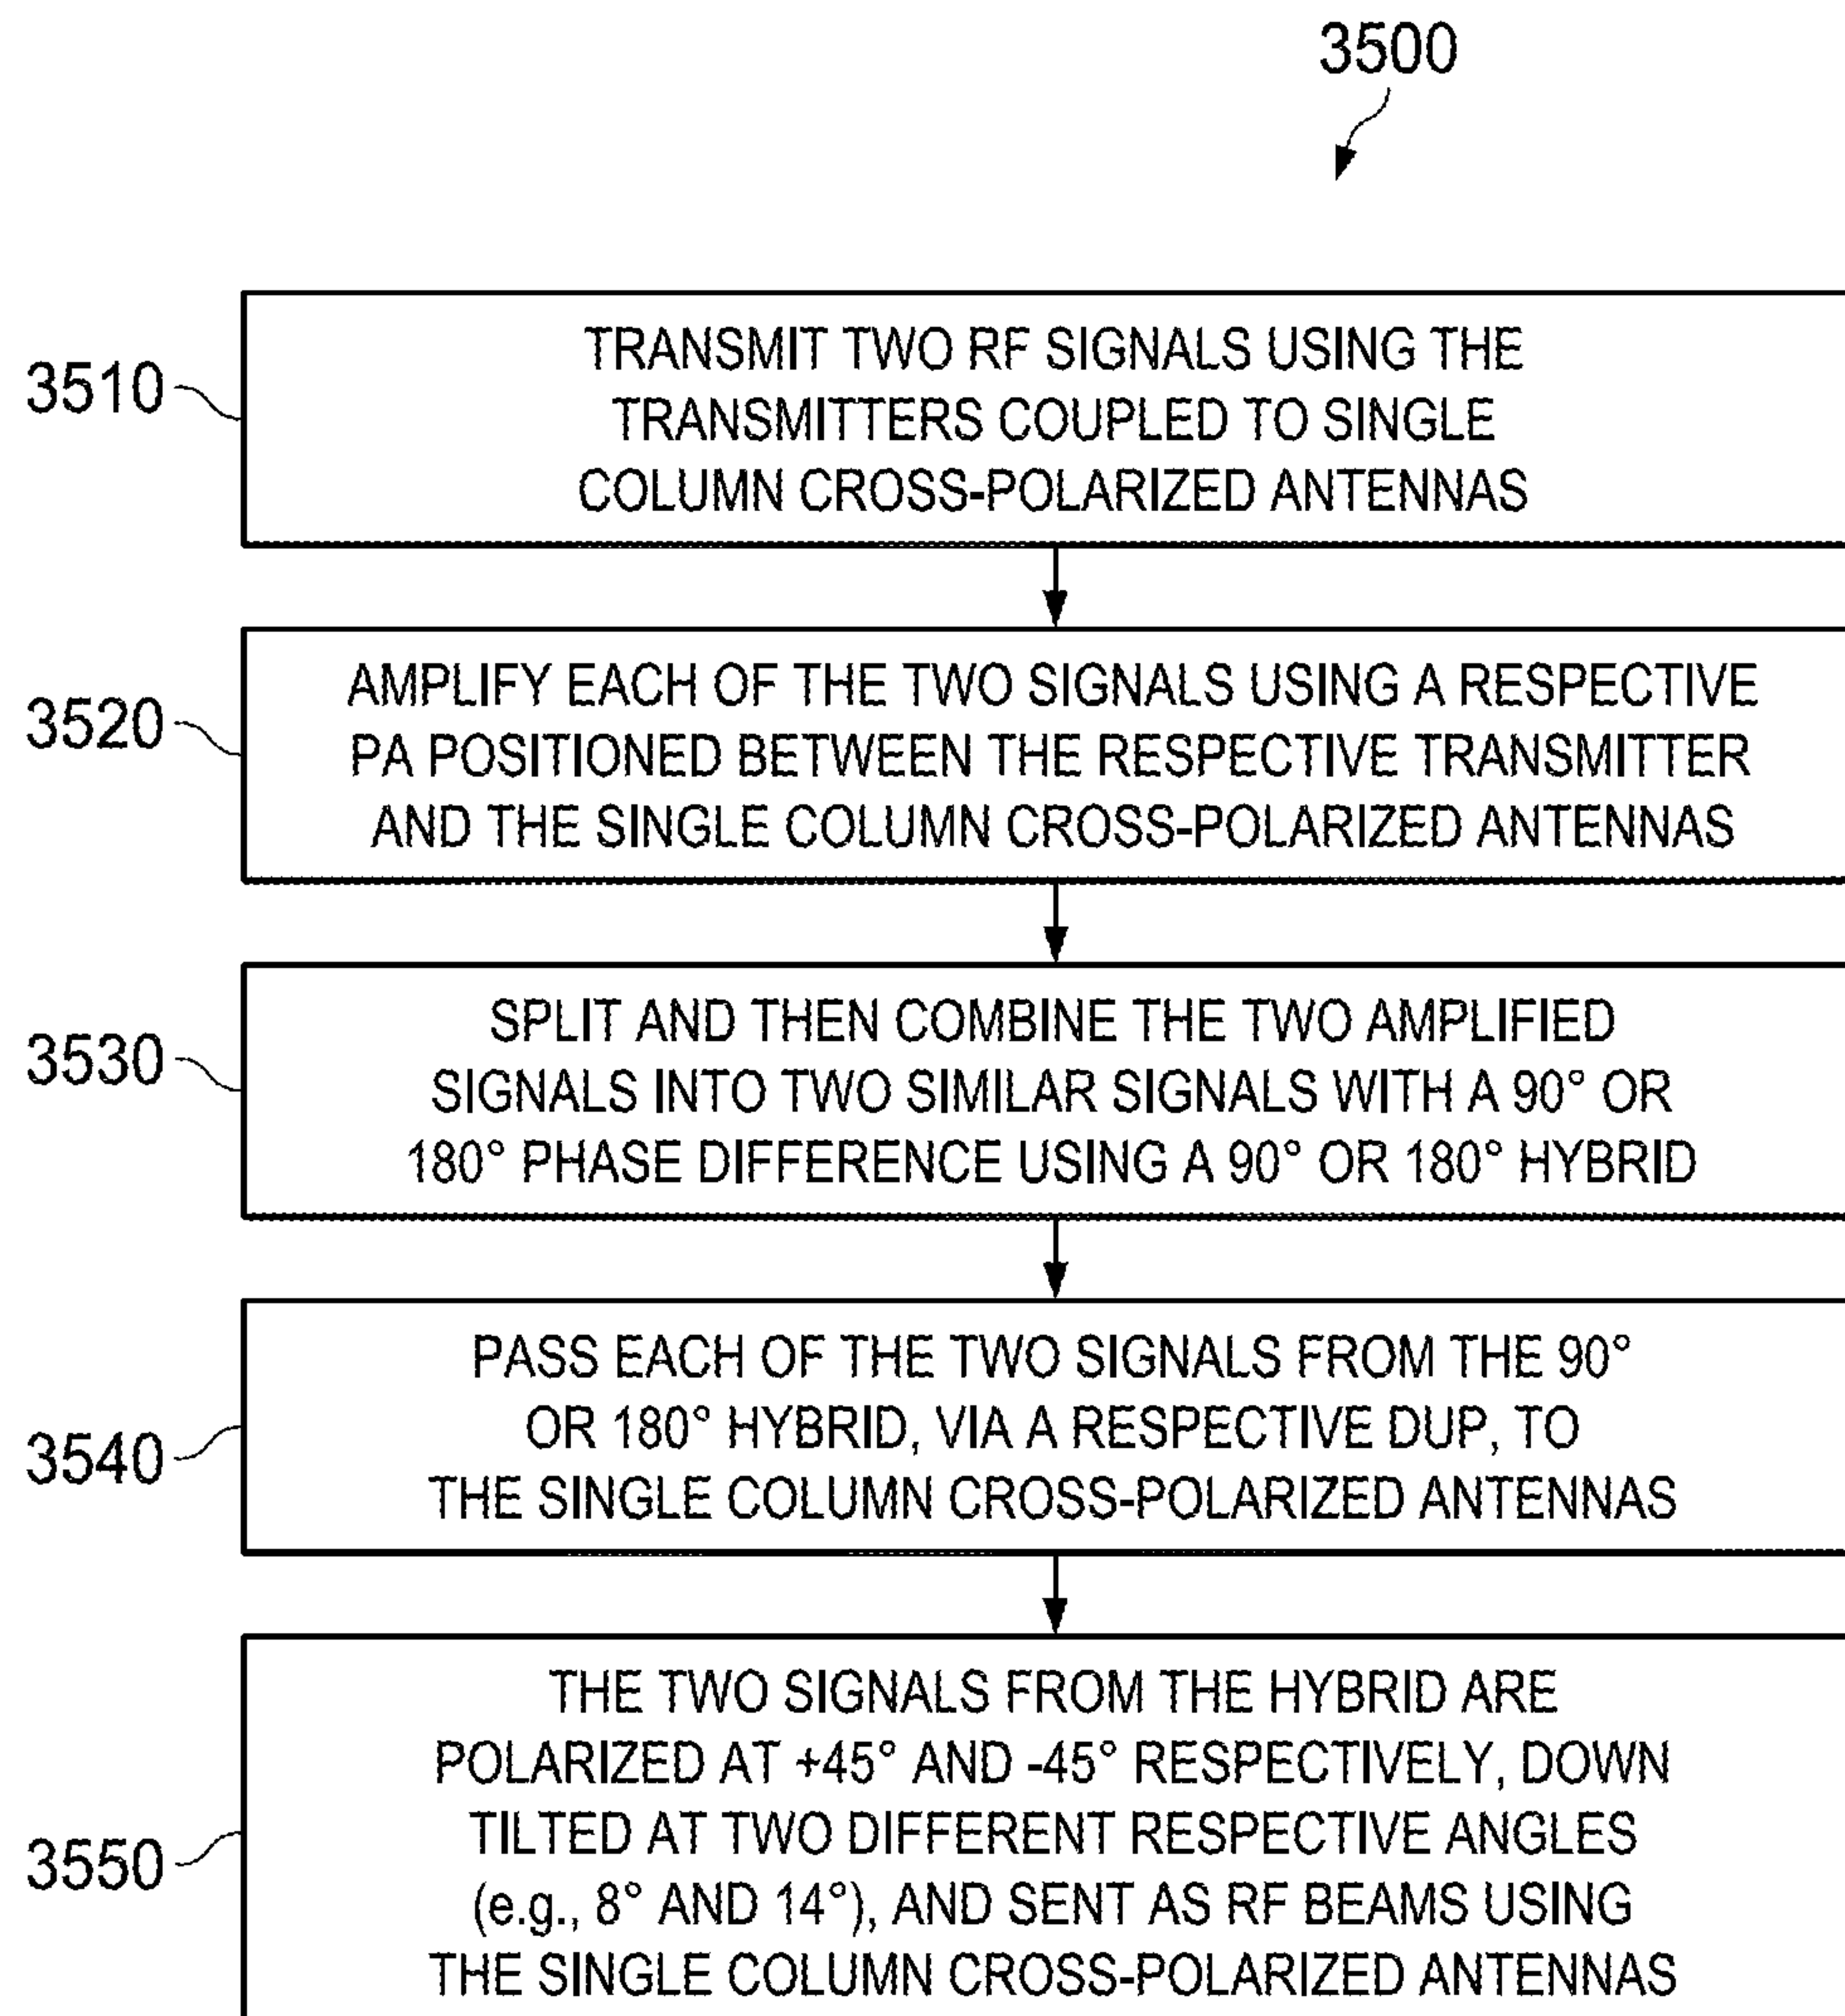 3500
3510
TRANSMIT TWO RF SIGNALS USING THE
TRANSMITTERS COUPLED TO SINGLE
COLUMN CROSS-POLARIZED ANTENNAS
3520
AMPLIFY EACH OF THE TWO SIGNALS USING A RESPECTIVE
PA POSITIONED BETWEEN THE RESPECTIVE TRANSMITTER
AND THE SINGLE COLUMN CROSS-POLARIZED ANTENNAS
3530
SPLIT AND THEN COMBINE THE TWO AMPLIFIED
SIGNALS INTO TWO SIMILAR SIGNALS WITH A 90° OR
180° PHASE DIFFERENCE USING A 90° OR 180° HYBRID
3540
PASS EACH OF THE TWO SIGNALS FROM THE 90°
OR 180° HYBRID, VIA A RESPECTIVE DUP, TO
THE SINGLE COLUMN CROSS-POLARIZED ANTENNAS
3550
THE TWO SIGNALS FROM THE HYBRID ARE
POLARIZED AT +45° AND -45° RESPECTIVELY, DOWN
TILTED AT TWO DIFFERENT RESPECTIVE ANGLES
(e.g., 8° AND 14°), AND SENT AS RF BEAMS USING
THE SINGLE COLUMN CROSS-POLARIZED ANTENNAS